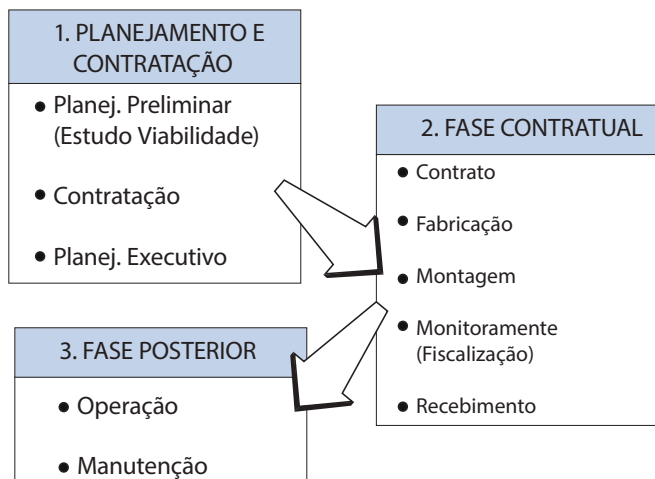 1. PLANEJAMENTO E
CONTRATAÇÃO
• Planej. Preliminar
(Estudo Viabilidade)
• Contratação
• Planej. Executivo
2. FASE CONTRATUAL
• Contrato
• Fabricação
• Montagem
• Monitoramente
(Fiscalização)
• Recebimento
3. FASE POSTERIOR
• Operação
• Manutenção